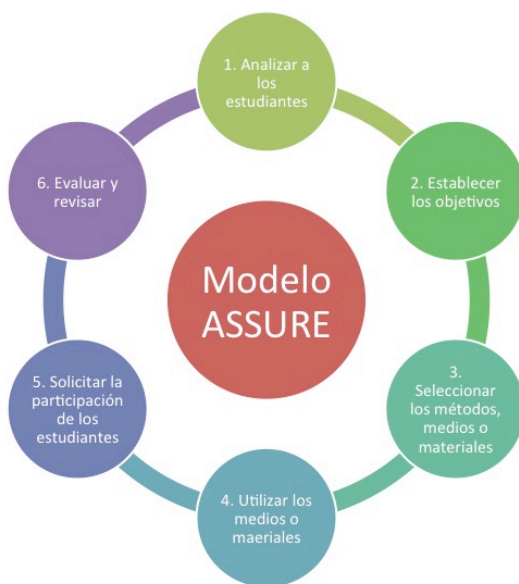 1. Analizar a
los
estudiantes
2. Establecer
los objetivos
3.
Seleccionar
los métodos,
medios o
materiales
4. Utilizar los
medios o
maeriales
5. Solicitar la
participación
de los
estudiantes
6. Evaluar y
revisar
Modelo
ASSURE